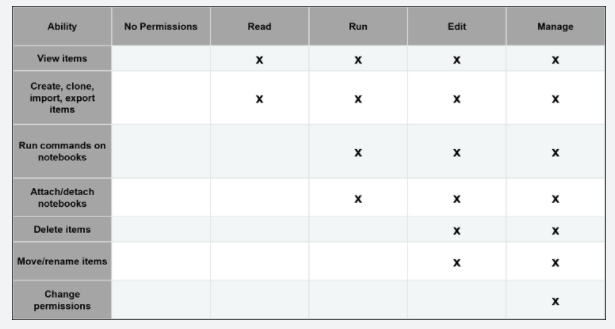 Ability No Permissions Read Run Edit Manage
View items x x x x
Create, clone,
import, export
items
x x x x
Run commands on
notebooks
x x x
Attach/detach
notebooks
x x x
Delete items x x
Move/rename items x x
Change
permissions
x